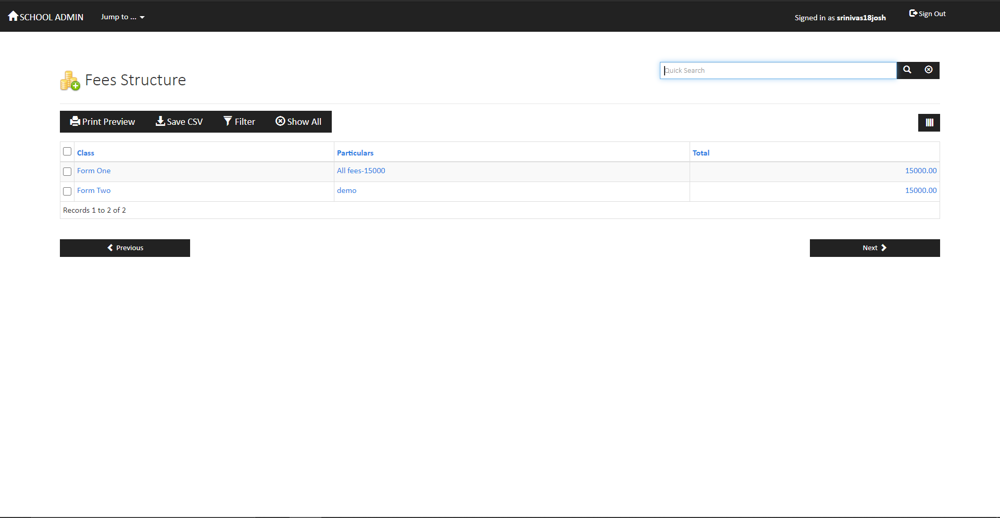 SCHOOL ADMIN Jump to ... Signed in as srinivas18josh Sign Out
Quick Search
Fees Structure
Print Preview Save CSV Filter Show All
Class Particulars Total
Form One All fees-15000 15000.00
Form Two demo 15000.00
Records 1 to 2 of 2
Previous Next